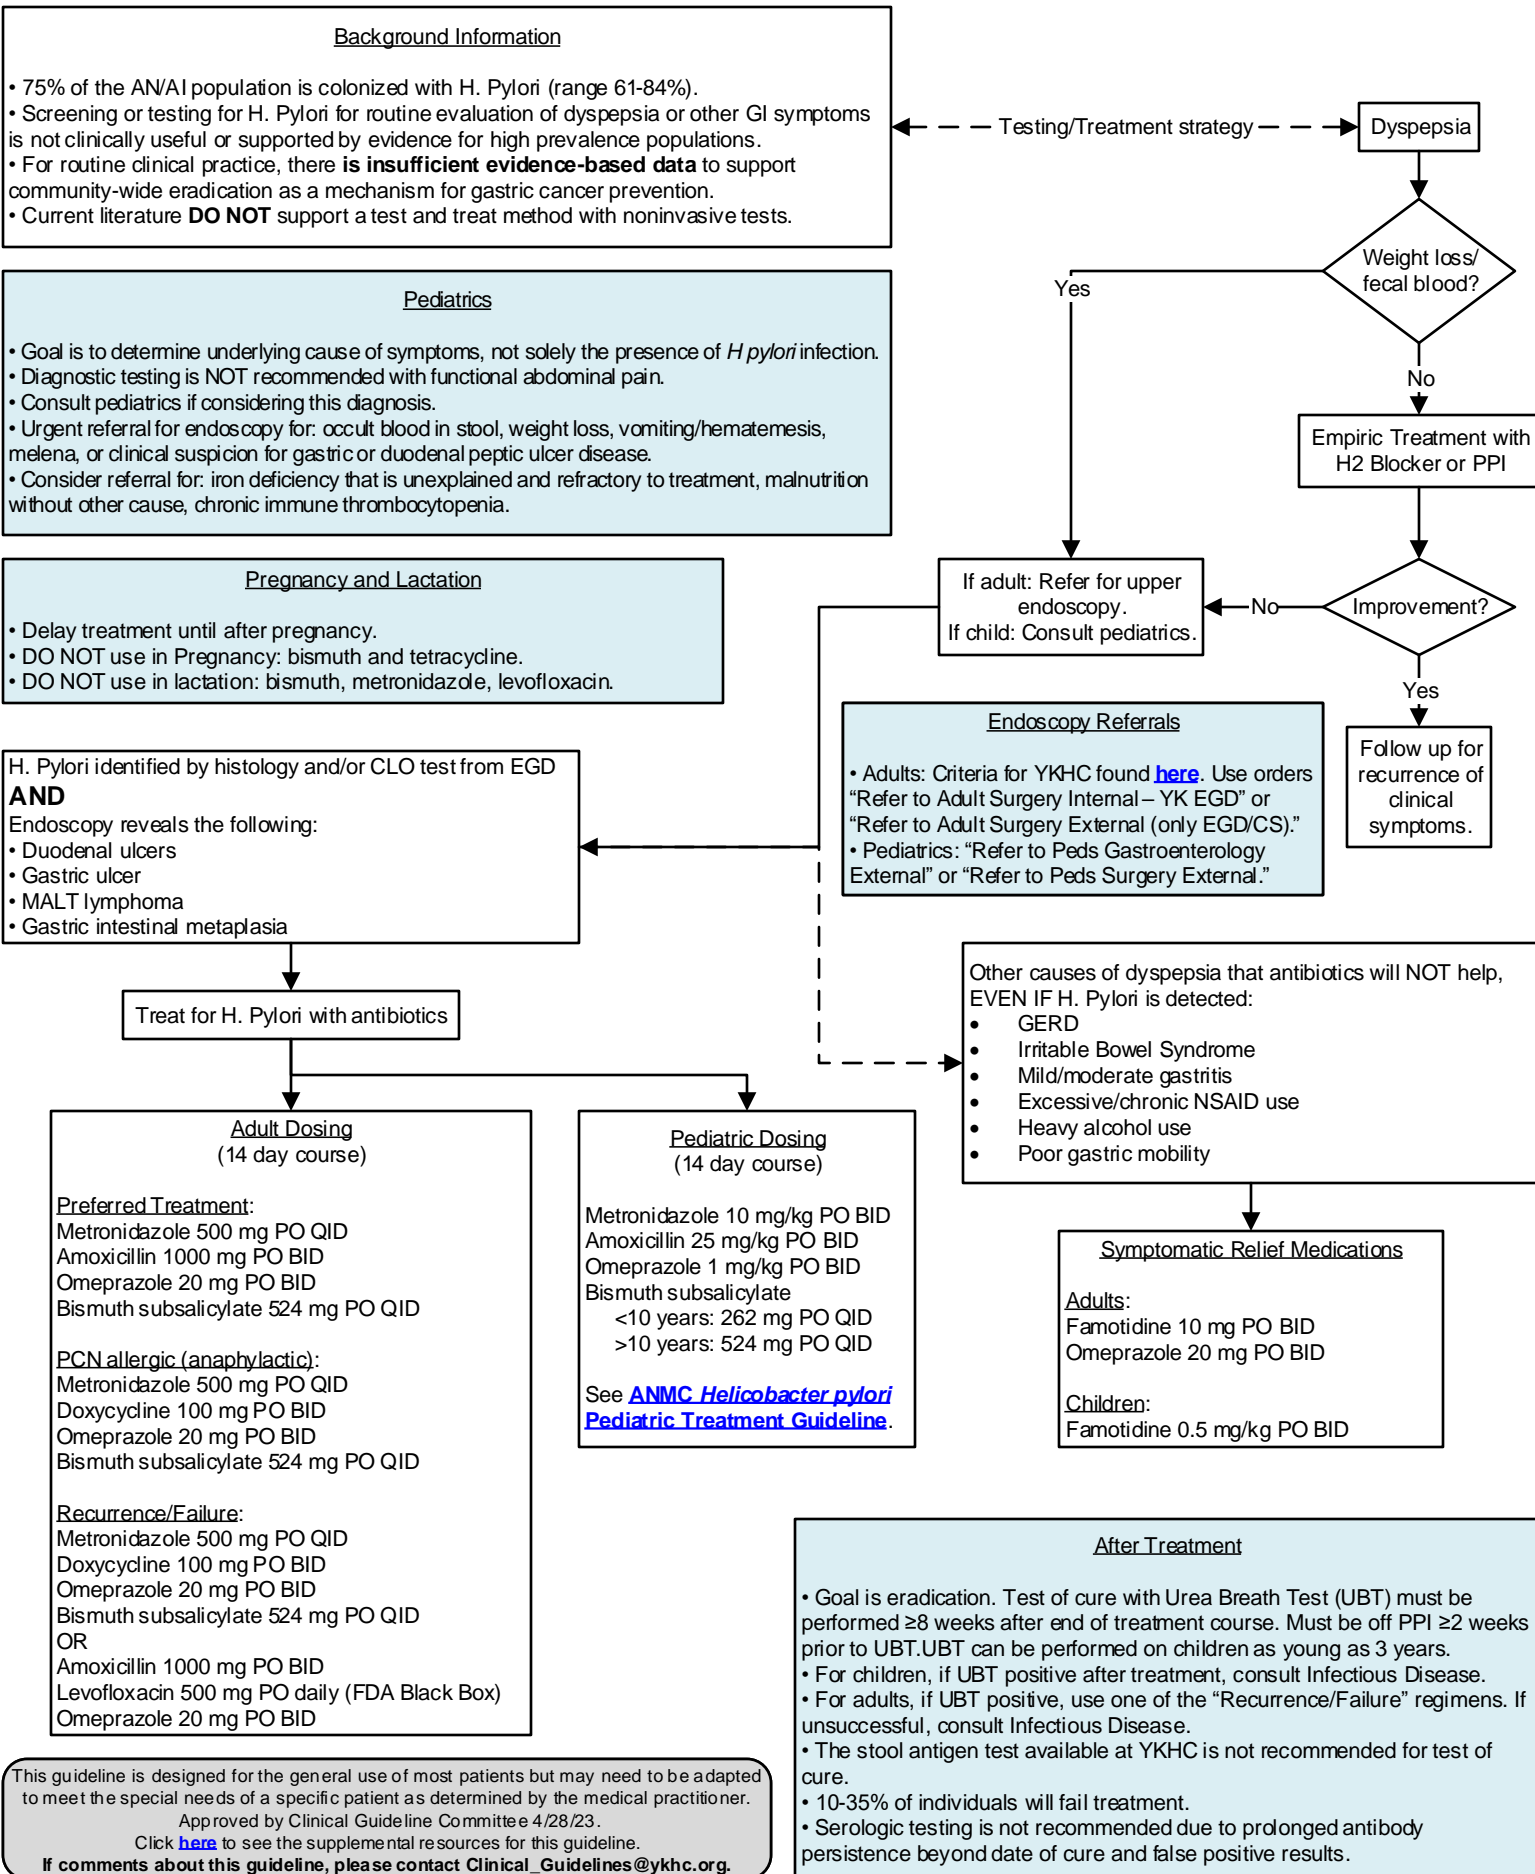 Background Information
• 75% of the AN/AI population is colonized with H. Pylori (range 61-84%).
• Screening or testing for H. Pylori for routine evaluation of dyspepsia or other GI symptoms
is not clinically useful or supported by evidence for high prevalence populations.
• For routine clinical practice, there is insufficient evidence-based data to support
community-wide eradication as a mechanism for gastric cancer prevention.
• Current literature DO NOT support a test and treat method with noninvasive tests.
Testing/Treatment strategy
Dyspepsia
Weight loss/
fecal blood?
Yes
No
Empiric Treatment with
H2 Blocker or PPI
Improvement?
No
Yes
If adult: Refer for upper
endoscopy.
If child: Consult pediatrics.
Follow up for
recurrence of
clinical
symptoms.
Pediatrics
• Goal is to determine underlying cause of symptoms, not solely the presence of H pylori infection.
• Diagnostic testing is NOT recommended with functional abdominal pain.
• Consult pediatrics if considering this diagnosis.
• Urgent referral for endoscopy for: occult blood in stool, weight loss, vomiting/hematemesis,
melena, or clinical suspicion for gastric or duodenal peptic ulcer disease.
• Consider referral for: iron deficiency that is unexplained and refractory to treatment, malnutrition
without other cause, chronic immune thrombocytopenia.
Pregnancy and Lactation
• Delay treatment until after pregnancy.
• DO NOT use in Pregnancy: bismuth and tetracycline.
• DO NOT use in lactation: bismuth, metronidazole, levofloxacin.
Endoscopy Referrals
• Adults: Criteria for YKHC found here. Use orders
“Refer to Adult Surgery Internal – YK EGD” or
“Refer to Adult Surgery External (only EGD/CS).”
• Pediatrics: “Refer to Peds Gastroenterology
External” or “Refer to Peds Surgery External.”
H. Pylori identified by histology and/or CLO test from EGD
AND
Endoscopy reveals the following:
• Duodenal ulcers
• Gastric ulcer
• MALT lymphoma
• Gastric intestinal metaplasia
Treat for H. Pylori with antibiotics
Other causes of dyspepsia that antibiotics will NOT help,
EVEN IF H. Pylori is detected:
• GERD
• Irritable Bowel Syndrome
• Mild/moderate gastritis
• Excessive/chronic NSAID use
• Heavy alcohol use
• Poor gastric mobility
Adult Dosing
(14 day course)
Preferred Treatment:
Metronidazole 500 mg PO QID
Amoxicillin 1000 mg PO BID
Omeprazole 20 mg PO BID
Bismuth subsalicylate 524 mg PO QID
PCN allergic (anaphylactic):
Metronidazole 500 mg PO QID
Doxycycline 100 mg PO BID
Omeprazole 20 mg PO BID
Bismuth subsalicylate 524 mg PO QID
Recurrence/Failure:
Metronidazole 500 mg PO QID
Doxycycline 100 mg PO BID
Omeprazole 20 mg PO BID
Bismuth subsalicylate 524 mg PO QID
OR
Amoxicillin 1000 mg PO BID
Levofloxacin 500 mg PO daily (FDA Black Box)
Omeprazole 20 mg PO BID
Pediatric Dosing
(14 day course)
Metronidazole 10 mg/kg PO BID
Amoxicillin 25 mg/kg PO BID
Omeprazole 1 mg/kg PO BID
Bismuth subsalicylate
<10 years: 262 mg PO QID
>10 years: 524 mg PO QID
See ANMC Helicobacter pylori
Pediatric Treatment Guideline.
Symptomatic Relief Medications
Adults:
Famotidine 10 mg PO BID
Omeprazole 20 mg PO BID
Children:
Famotidine 0.5 mg/kg PO BID
After Treatment
• Goal is eradication. Test of cure with Urea Breath Test (UBT) must be
performed ≥8 weeks after end of treatment course. Must be off PPI ≥2 weeks
prior to UBT.UBT can be performed on children as young as 3 years.
• For children, if UBT positive after treatment, consult Infectious Disease.
• For adults, if UBT positive, use one of the “Recurrence/Failure” regimens. If
unsuccessful, consult Infectious Disease.
• The stool antigen test available at YKHC is not recommended for test of
cure.
• 10-35% of individuals will fail treatment.
• Serologic testing is not recommended due to prolonged antibody
persistence beyond date of cure and false positive results.
This guideline is designed for the general use of most patients but may need to be adapted
to meet the special needs of a specific patient as determined by the medical practitioner.
Approved by Clinical Guideline Committee 4/28/23.
Click here to see the supplemental resources for this guideline.
If comments about this guideline, please contact Clinical_Guidelines@ykhc.org.